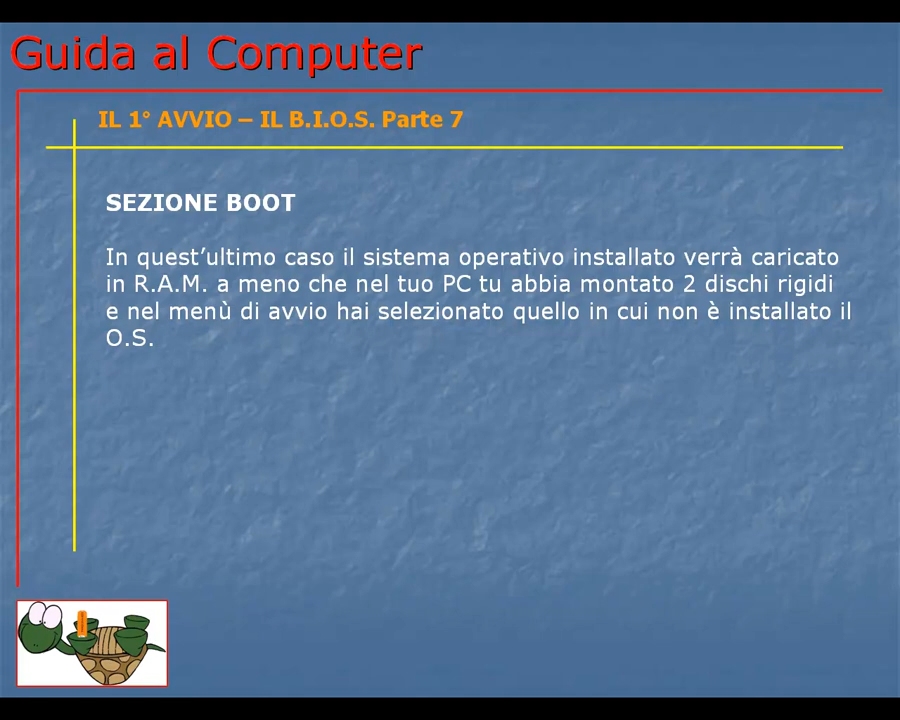 Guida al Computer
IL 1° AVVIO – IL B.I.O.S. Parte 7
SEZIONE BOOT
In quest’ultimo caso il sistema operativo installato verrà caricato
in R.A.M. a meno che nel tuo PC tu abbia montato 2 dischi rigidi
e nel menù di avvio hai selezionato quello in cui non è installato il
O.S.